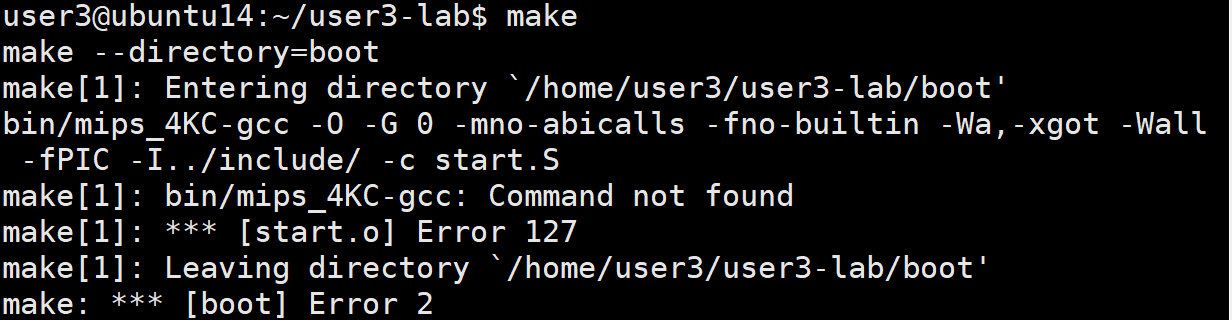 user3@ubuntu14:~/user3-lab$ make
make --directory=boot
make[1]: Entering directory `/home/user3/user3-lab/boot'
bin/mips_4KC-gcc -O -G 0 -mno-abicalls -fno-builtin -Wa,-xgot -Wall
 -fPIC -I../include/ -c start.S
make[1]: bin/mips_4KC-gcc: Command not found
make[1]: *** [start.o] Error 127
make[1]: Leaving directory `/home/user3/user3-lab/boot'
make: *** [boot] Error 2